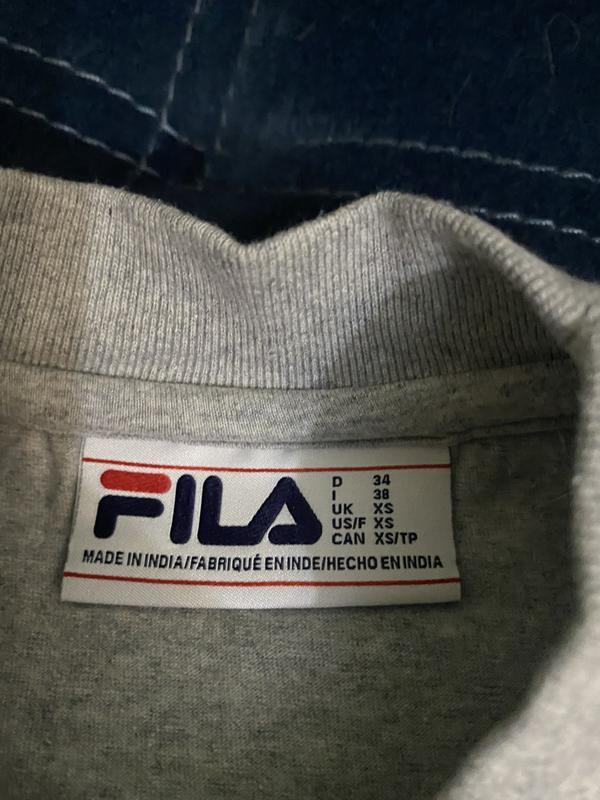 FILA
D 34
I 38
UK XS
US/F XS
CAN XS/TP
MADE IN INDIA/FABRIQUÉ EN INDE/HECHO EN INDIA